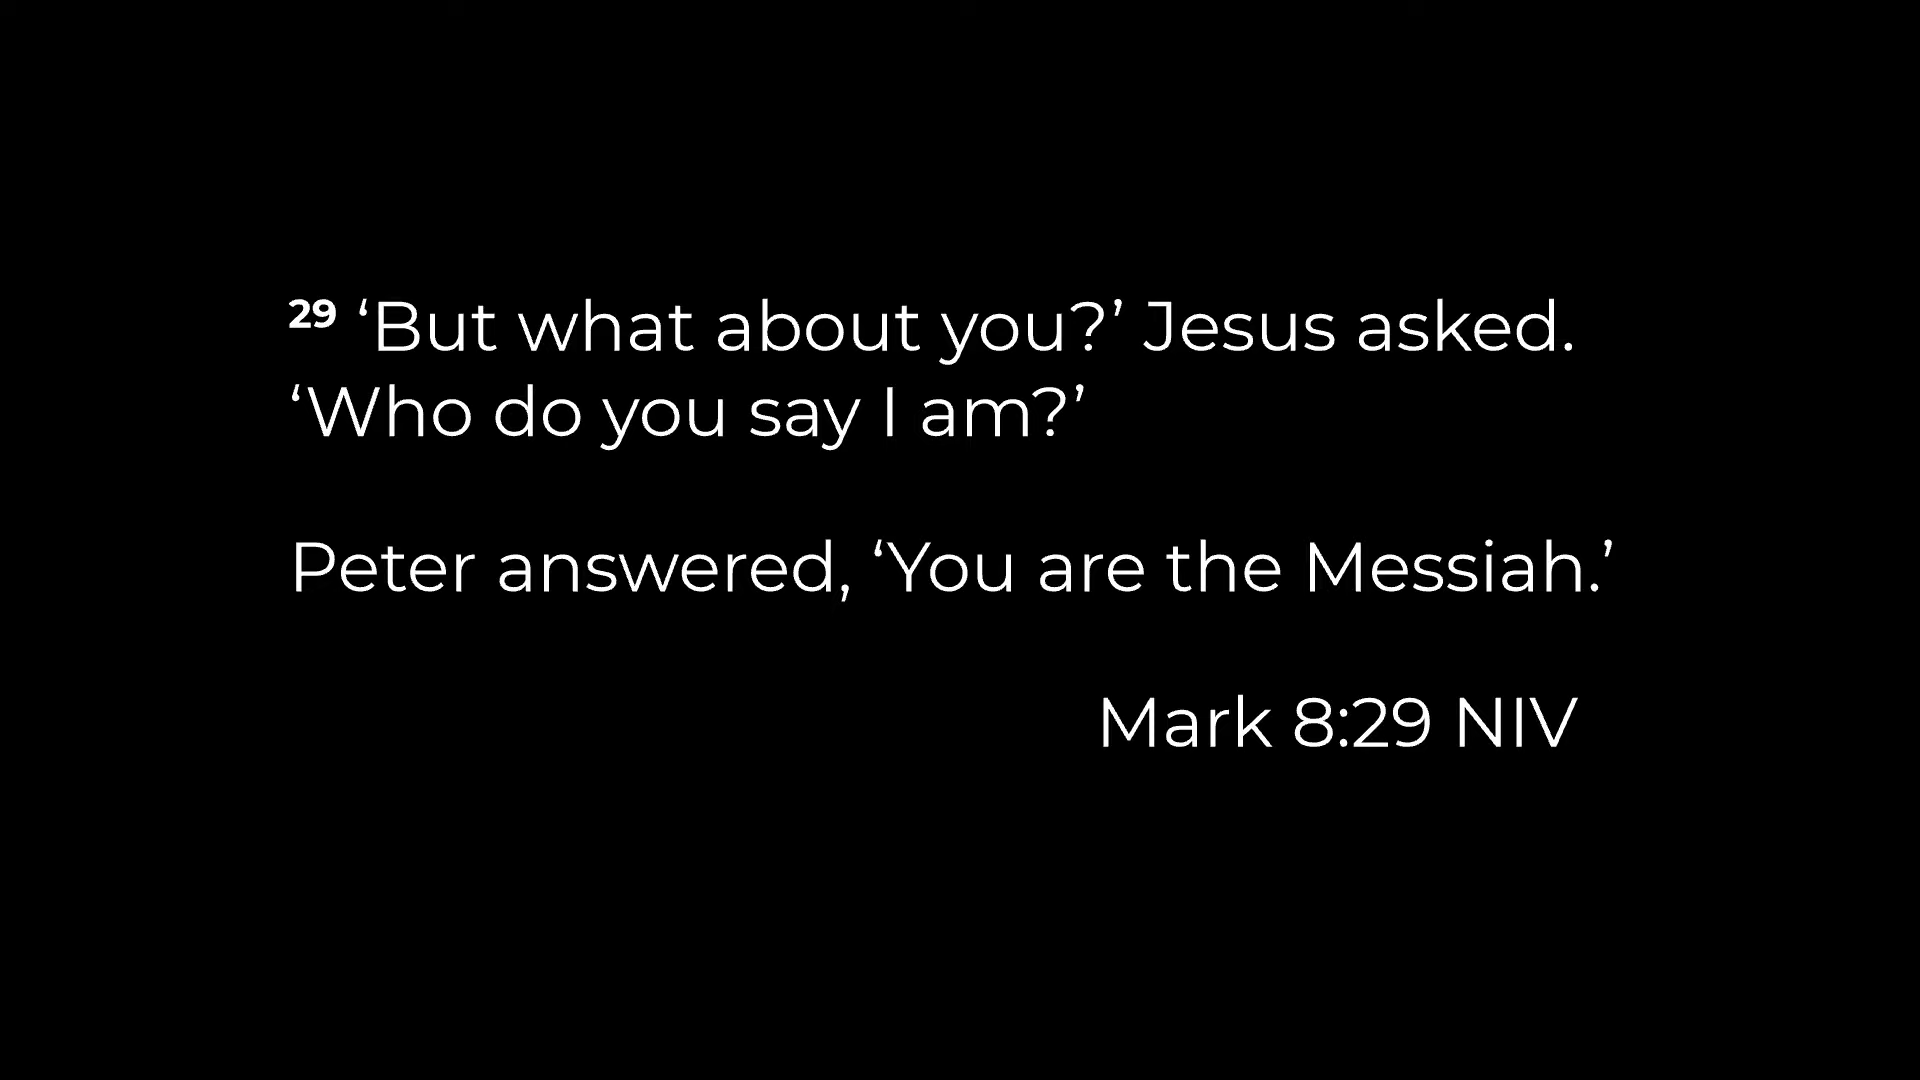 29 ‘But what about you?’ Jesus asked.
‘Who do you say I am?’
Peter answered, ‘You are the Messiah.’
Mark 8:29 NIV